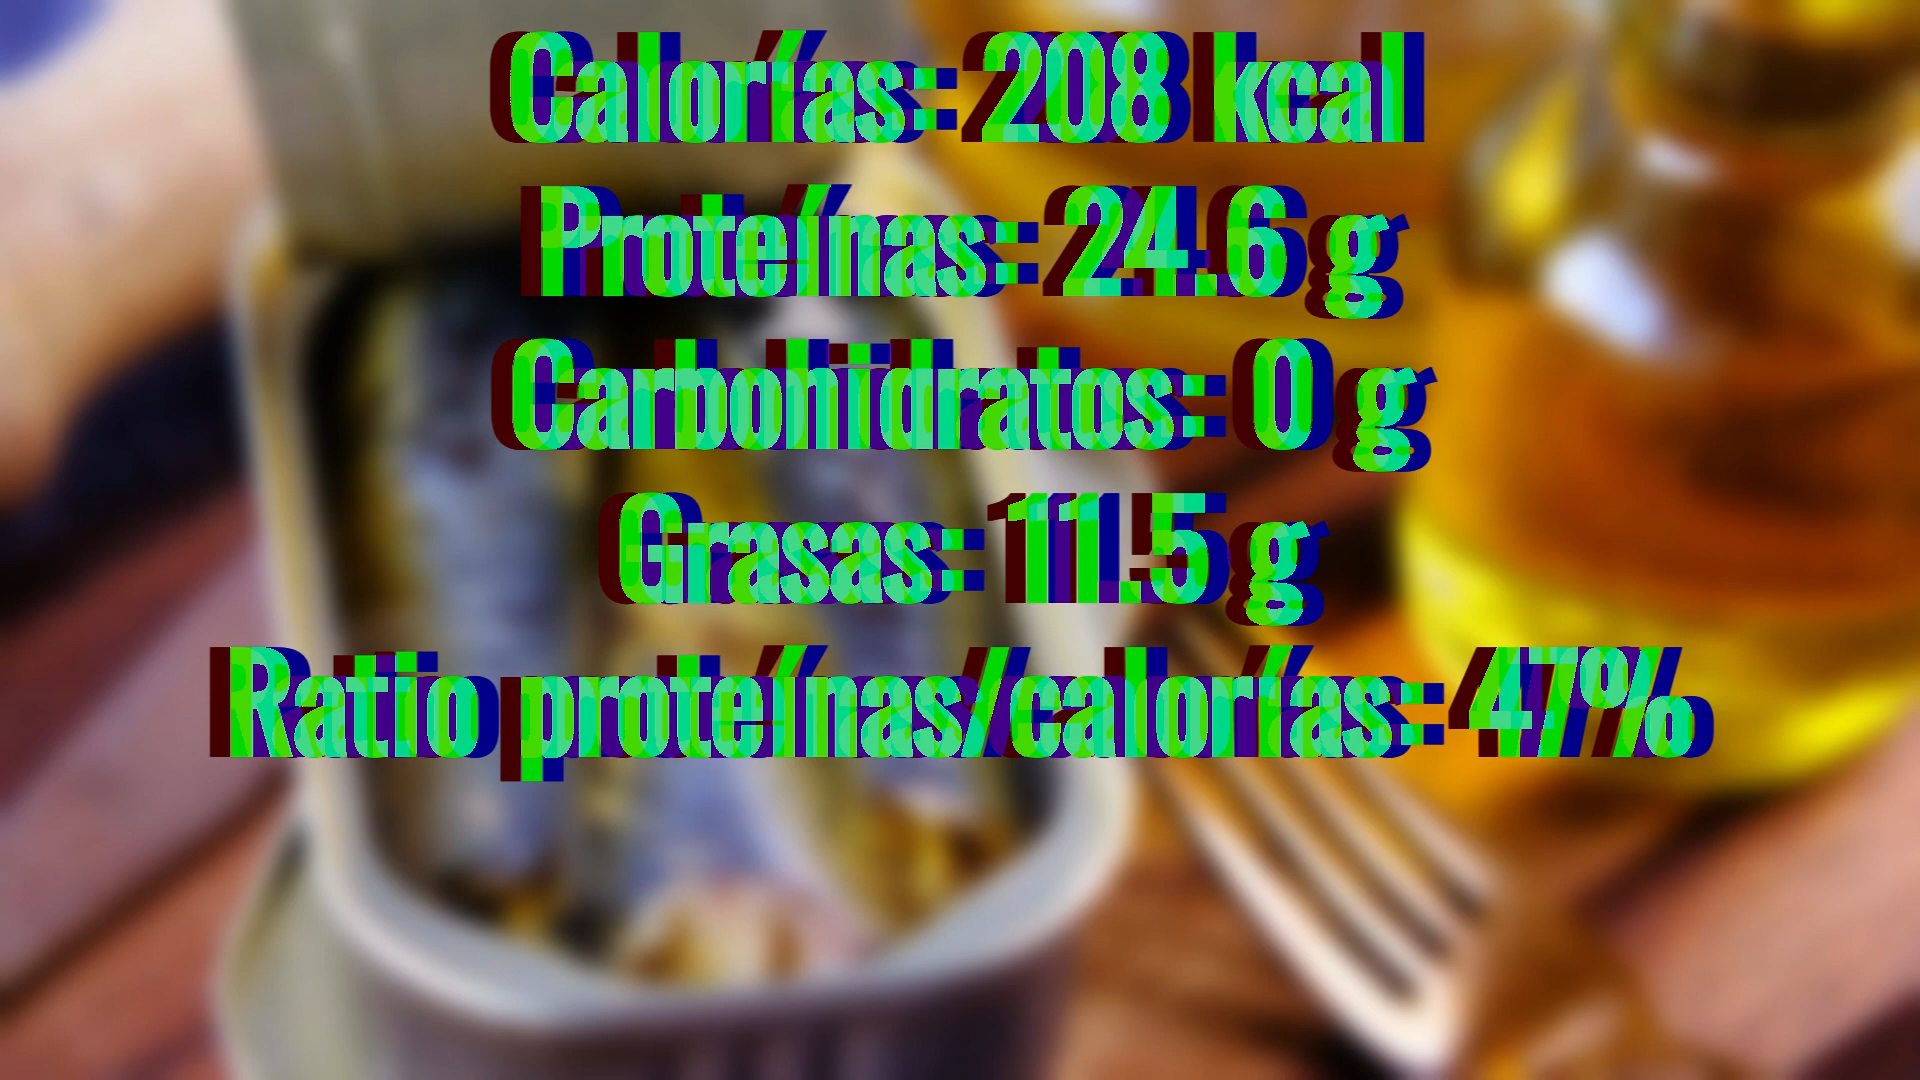 Calorías: 208 kcal
Proteínas: 24.6 g
Carbohidratos: 0 g
Grasas: 11.5 g
Ratio proteínas/calorías: 47%